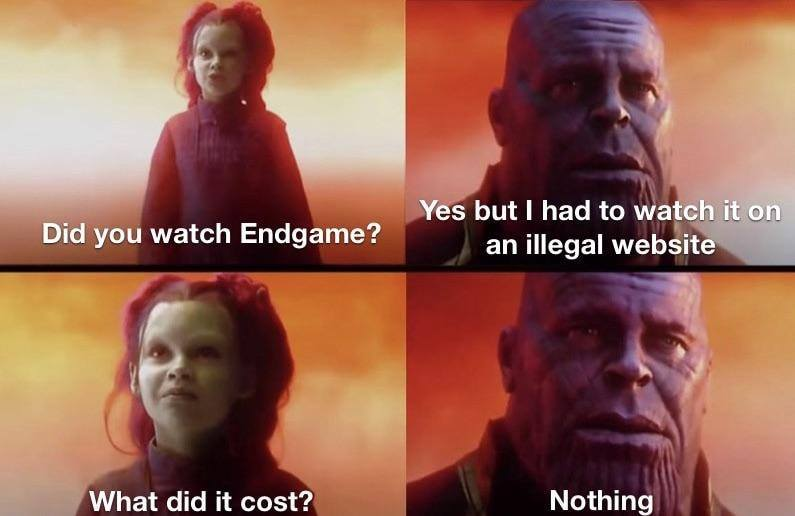 Did you watch Endgame?
Yes but I had to watch it on
an illegal website
What did it cost?
Nothing